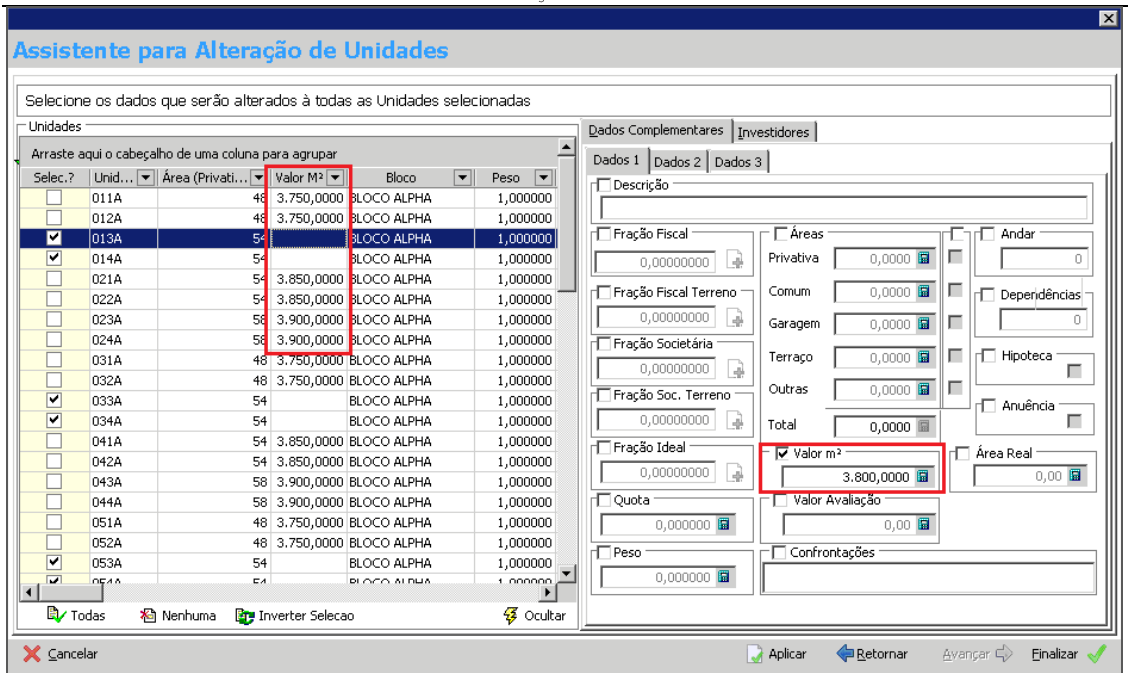 Assistente para Alteração de Unidades
Selecione os dados que serão alterados à todas as Unidades selecionadas
Unidades
Arraste aqui o cabeçalho de uma coluna para agrupar
Selec.? Unid... Área (Privati... Valor M² Bloco Peso
011A 48 3.750,0000 BLOCO ALPHA 1,000000
012A 48 3.750,0000 BLOCO ALPHA 1,000000
013A 54 BLOCO ALPHA 1,000000
014A 54 BLOCO ALPHA 1,000000
021A 54 3.850,0000 BLOCO ALPHA 1,000000
022A 54 3.850,0000 BLOCO ALPHA 1,000000
023A 58 3.900,0000 BLOCO ALPHA 1,000000
024A 58 3.900,0000 BLOCO ALPHA 1,000000
031A 48 3.750,0000 BLOCO ALPHA 1,000000
032A 48 3.750,0000 BLOCO ALPHA 1,000000
033A 54 BLOCO ALPHA 1,000000
034A 54 BLOCO ALPHA 1,000000
041A 54 3.850,0000 BLOCO ALPHA 1,000000
042A 54 3.850,0000 BLOCO ALPHA 1,000000
043A 58 3.900,0000 BLOCO ALPHA 1,000000
044A 58 3.900,0000 BLOCO ALPHA 1,000000
051A 48 3.750,0000 BLOCO ALPHA 1,000000
052A 48 3.750,0000 BLOCO ALPHA 1,000000
053A 54 BLOCO ALPHA 1,000000
054A 54 BLOCO ALPHA 1,000000
Todas Nenhuma Inverter Selecao Ocultar
Dados Complementares Investidores
Dados 1 Dados 2 Dados 3
Descrição
Fração Fiscal
0,00000000
Fração Fiscal Terreno
0,00000000
Fração Societária
0,00000000
Fração Soc. Terreno
0,00000000
Fração Ideal
0,00000000
Quota
0,000000
Peso
0,000000
Áreas
Privativa 0,0000
Comum 0,0000
Garagem 0,0000
Terraço 0,0000
Outras 0,0000
Total 0,0000
Valor m²
3.800,0000
Valor Avaliação
0,00
Confrontações
Andar
0
Dependências
0
Hipoteca
Anuência
Área Real
0,00
Cancelar Aplicar Retornar Avançar Finalizar